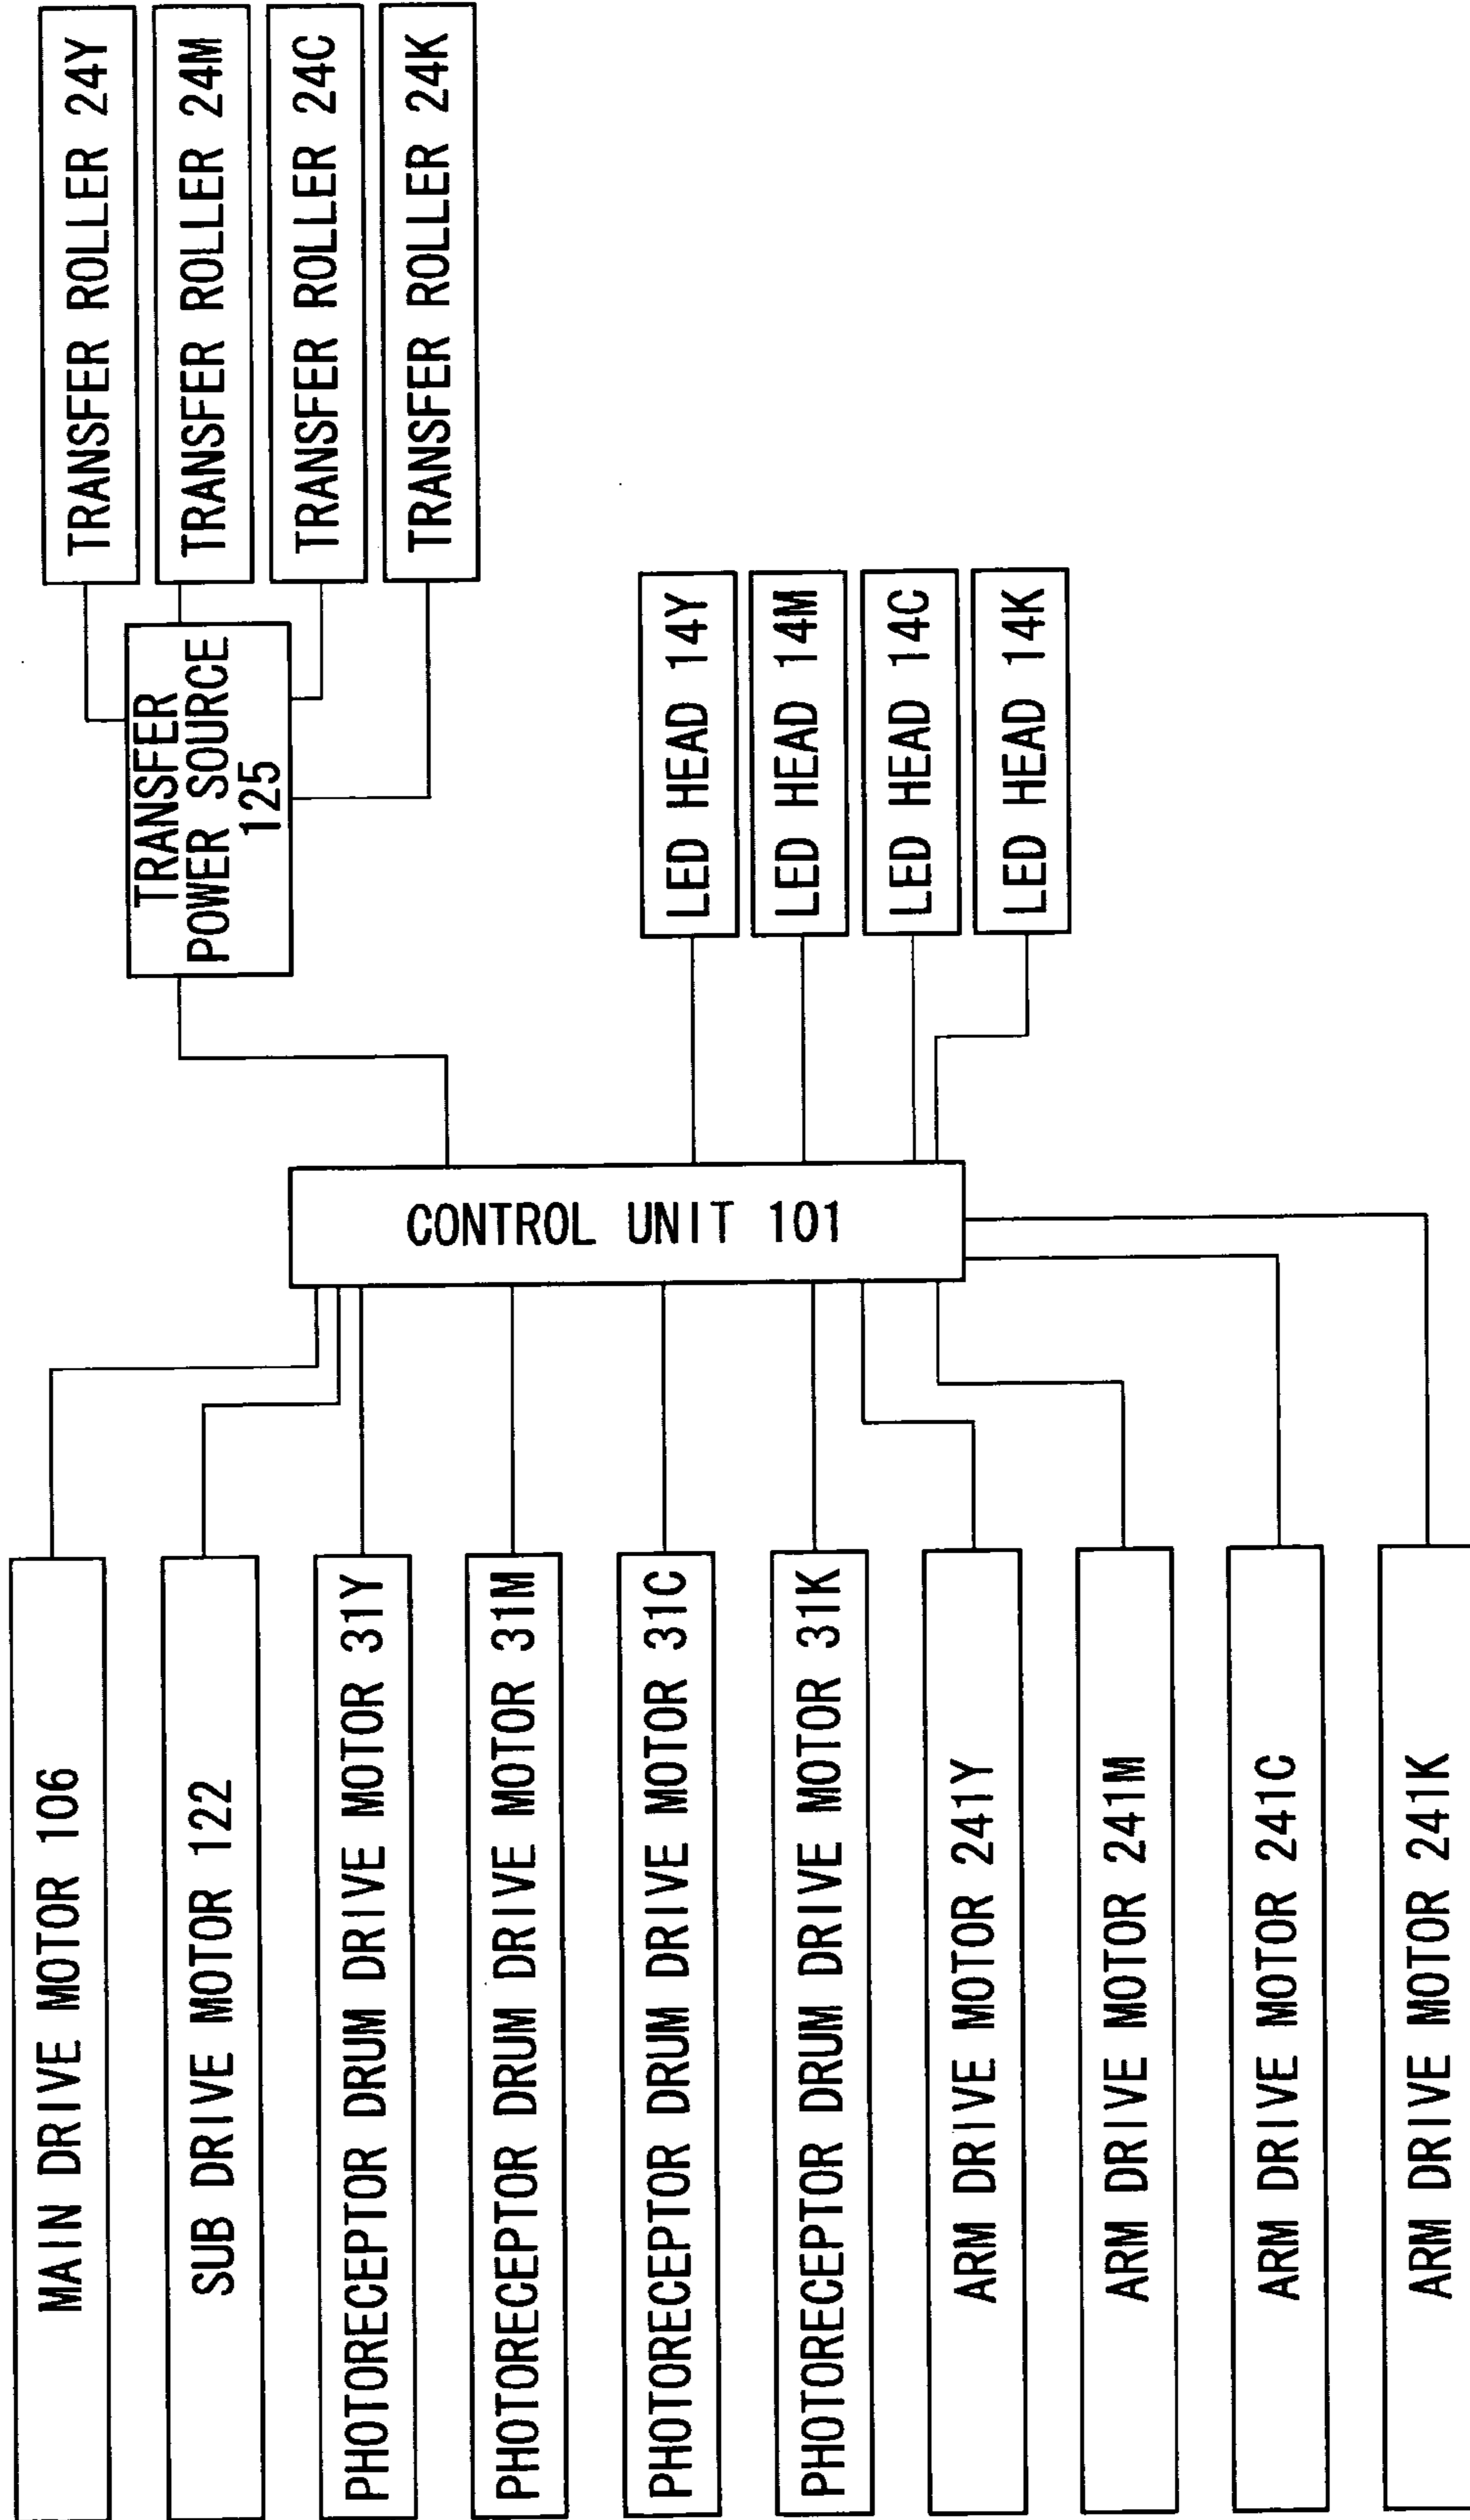 MAIN DRIVE MOTOR 106
SUB DRIVE MOTOR 122
PHOTORECEPTOR DRUM DRIVE MOTOR 31Y
PHOTORECEPTOR DRUM DRIVE MOTOR 31M
PHOTORECEPTOR DRUM DRIVE MOTOR 31C
PHOTORECEPTOR DRUM DRIVE MOTOR 31K
ARM DRIVE MOTOR 241Y
ARM DRIVE MOTOR 241M
ARM DRIVE MOTOR 241C
ARM DRIVE MOTOR 241K
CONTROL UNIT 101
TRANSFER
POWER SOURCE
125
TRANSFER ROLLER 24Y
TRANSFER ROLLER 24M
TRANSFER ROLLER 24C
TRANSFER ROLLER 24K
LED HEAD 14Y
LED HEAD 14M
LED HEAD 14C
LED HEAD 14K